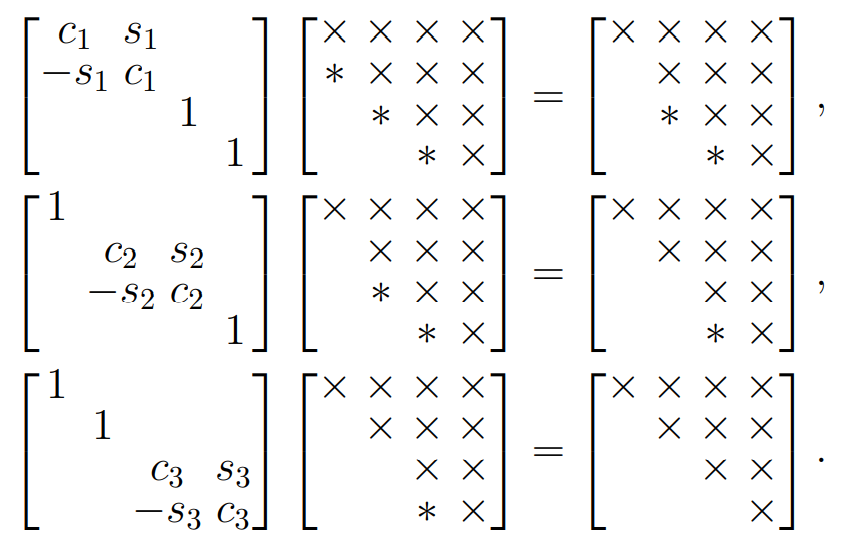 c₁ s₁ × × × × × × × ×
−s₁ c₁ ∗ × × × = × × × ,
1 ∗ × × ∗ × ×
1 ∗ × ∗ ×
1 × × × × × × × ×
c₂ s₂ × × × = × × × ,
−s₂ c₂ ∗ × × × ×
1 ∗ × ∗ ×
1 × × × × × × × ×
1 × × × = × × × .
c₃ s₃ × × × ×
−s₃ c₃ ∗ × ×